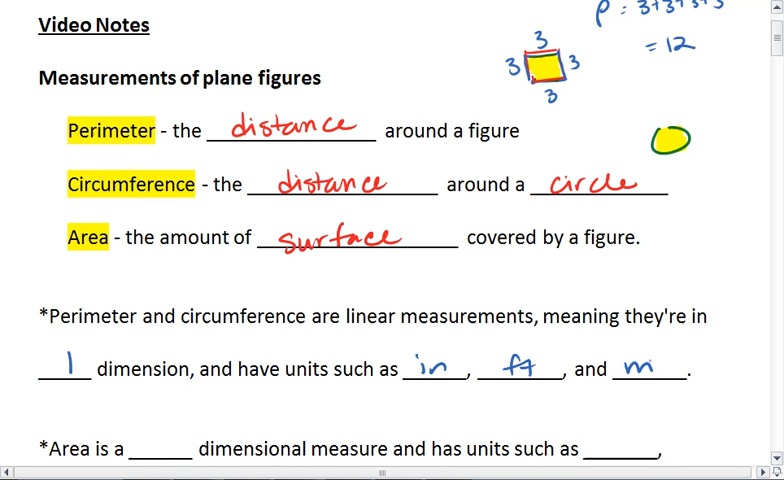 P = 3+3+3+3
Video Notes
= 12
3
3 3
3
Measurements of plane figures
Perimeter - the distance around a figure
Circumference - the distance around a circle
Area - the amount of surface covered by a figure.
*Perimeter and circumference are linear measurements, meaning they're in
1 dimension, and have units such as in, ft, and m.
*Area is a ______ dimensional measure and has units such as _______,